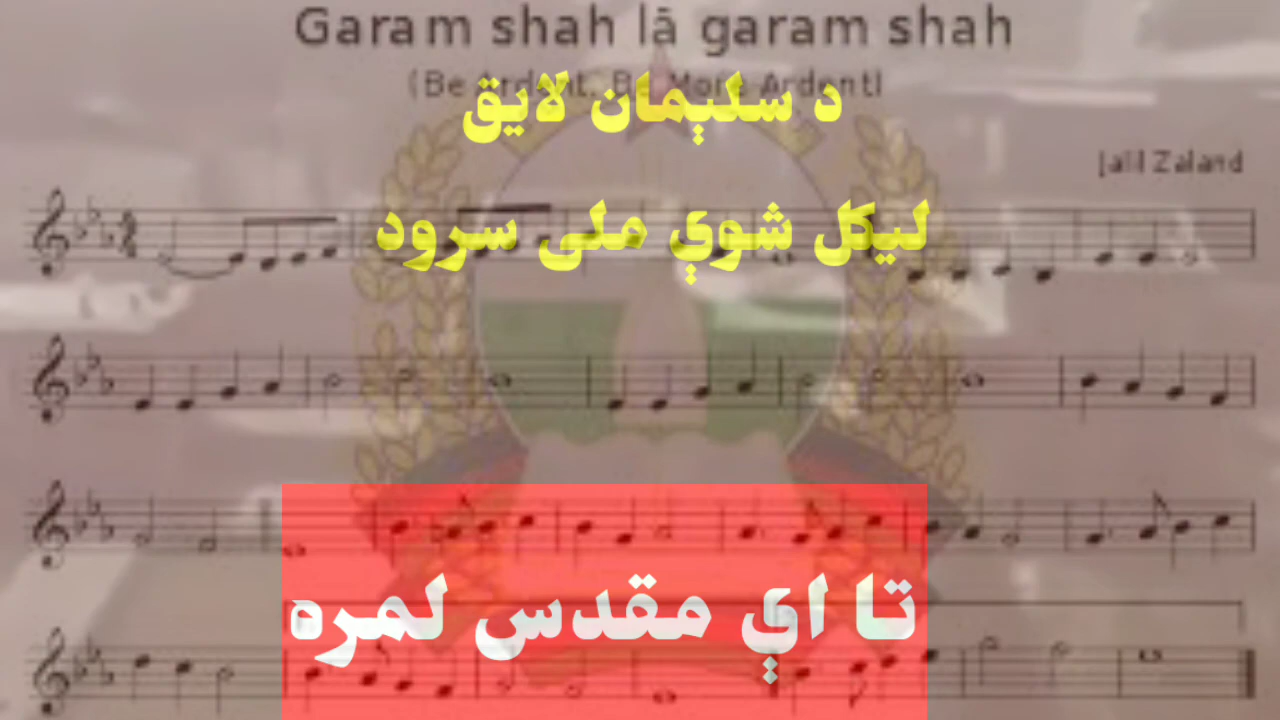 Garam shah lā garam shah
(Be Ardent, Be More Ardent)
د سلېمان لایق
Jalil Zaland
لیکل شوې ملی سرود
تا اې مقدس لمره